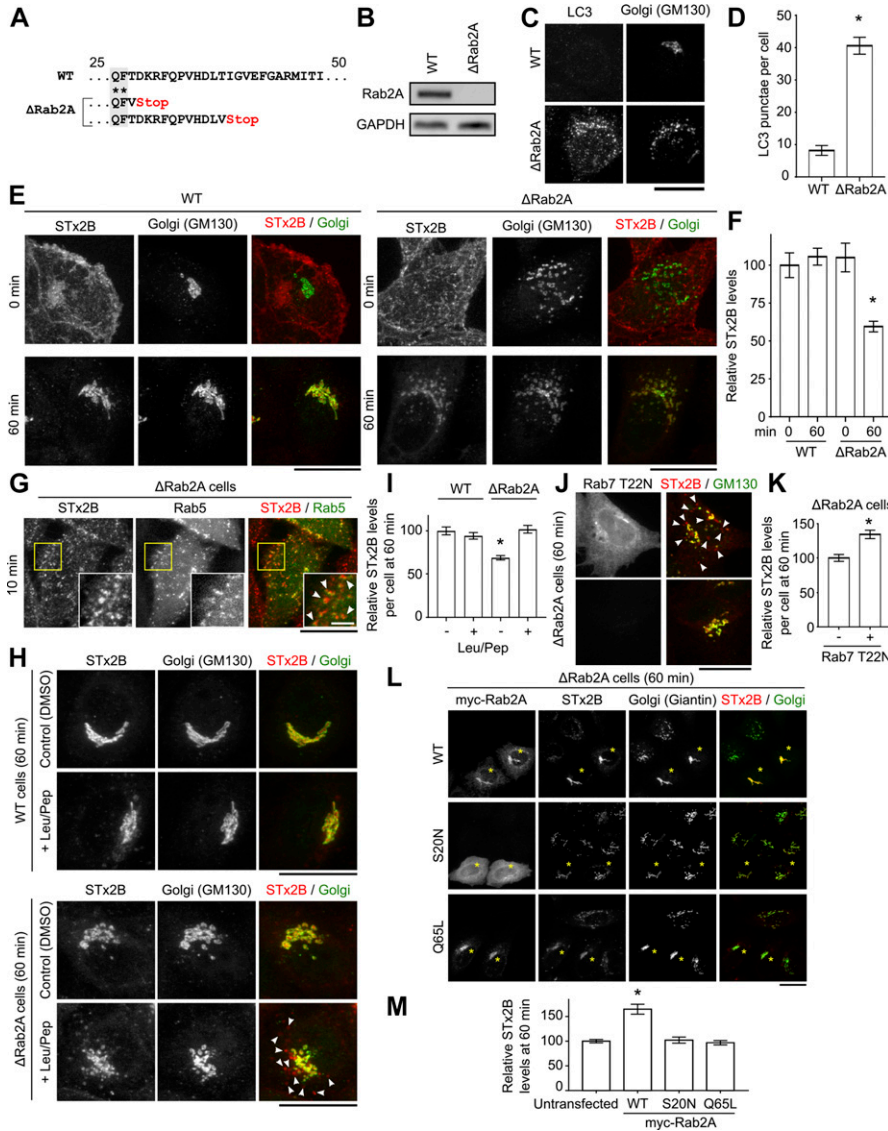 A
25 50
WT ...QFTDKRFQPVHDLTIGVEFGARMITI...
**
ΔRab2A
...QFVStop
...QFTDKRFQPVHDLVStop
B
WT
ΔRab2A
Rab2A
GAPDH
C
LC3 Golgi (GM130)
WT
ΔRab2A
D
LC3 punctae per cell
50
40
30
20
10
0
*
WT ΔRab2A
E
WT
STx2B Golgi (GM130) STx2B / Golgi
0 min
60 min
ΔRab2A
STx2B Golgi (GM130) STx2B / Golgi
0 min
60 min
F
Relative STx2B levels
100
75
50
25
0
*
min 0 60 0 60
WT ΔRab2A
G
ΔRab2A cells
STx2B Rab5 STx2B / Rab5
10 min
I
WT ΔRab2A
Relative STx2B levels
per cell at 60 min
100
75
50
25
0
*
- + - +
Leu/Pep
J
Rab7 T22N STx2B / GM130
ΔRab2A cells (60 min)
K
ΔRab2A cells
Relative STx2B levels
per cell at 60 min
150
125
100
75
50
25
0
*
- +
Rab7 T22N
H
STx2B Golgi (GM130) STx2B / Golgi
WT cells (60 min)
Control (DMSO)
+ Leu/Pep
STx2B Golgi (GM130) STx2B / Golgi
ΔRab2A cells (60 min)
Control (DMSO)
+ Leu/Pep
L
ΔRab2A cells (60 min)
myc-Rab2A STx2B Golgi (Giantin) STx2B / Golgi
WT
S20N
Q65L
M
Relative STx2B
levels at 60 min
200
150
100
50
0
*
Untransfected WT S20N Q65L
myc-Rab2A